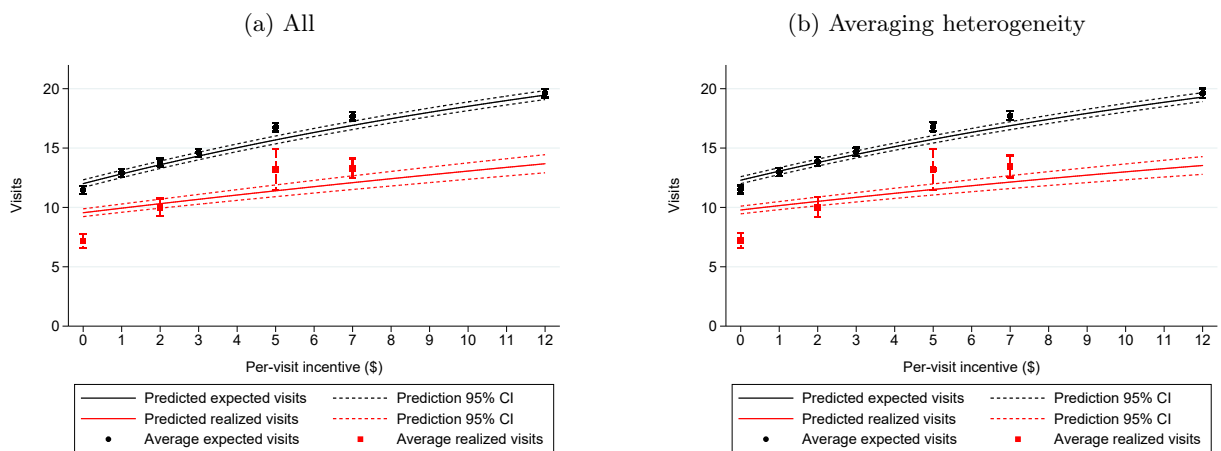 (a) All
Visits
20
15
10
5
0
0 1 2 3 4 5 6 7 8 9 10 11 12
Per-visit incentive ($)
Predicted expected visits Prediction 95% CI
Predicted realized visits Prediction 95% CI
Average expected visits Average realized visits
(b) Averaging heterogeneity
Visits
20
15
10
5
0
0 1 2 3 4 5 6 7 8 9 10 11 12
Per-visit incentive ($)
Predicted expected visits Prediction 95% CI
Predicted realized visits Prediction 95% CI
Average expected visits Average realized visits